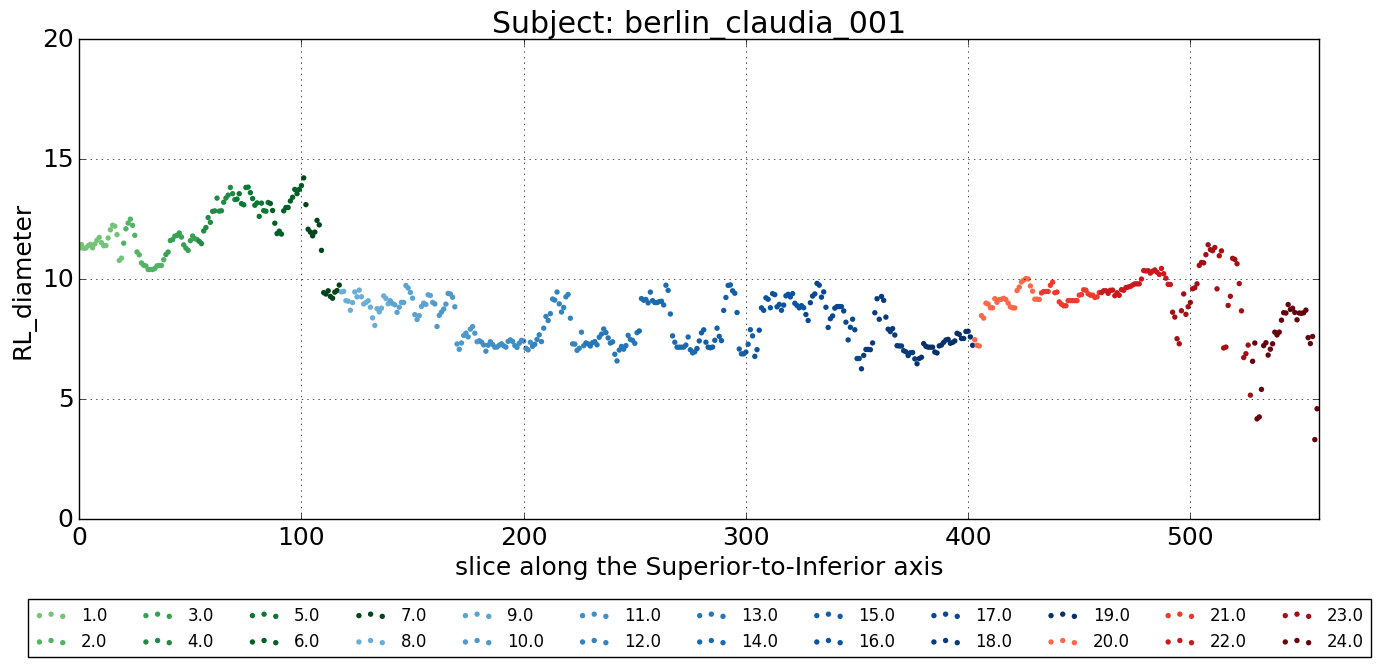 Subject: berlin_claudia_001
20
15
10
5
0
RL_diameter
0 100 200 300 400 500
slice along the Superior-to-Inferior axis
1.0 3.0 5.0 7.0 9.0 11.0 13.0 15.0 17.0 19.0 21.0 23.0
2.0 4.0 6.0 8.0 10.0 12.0 14.0 16.0 18.0 20.0 22.0 24.0